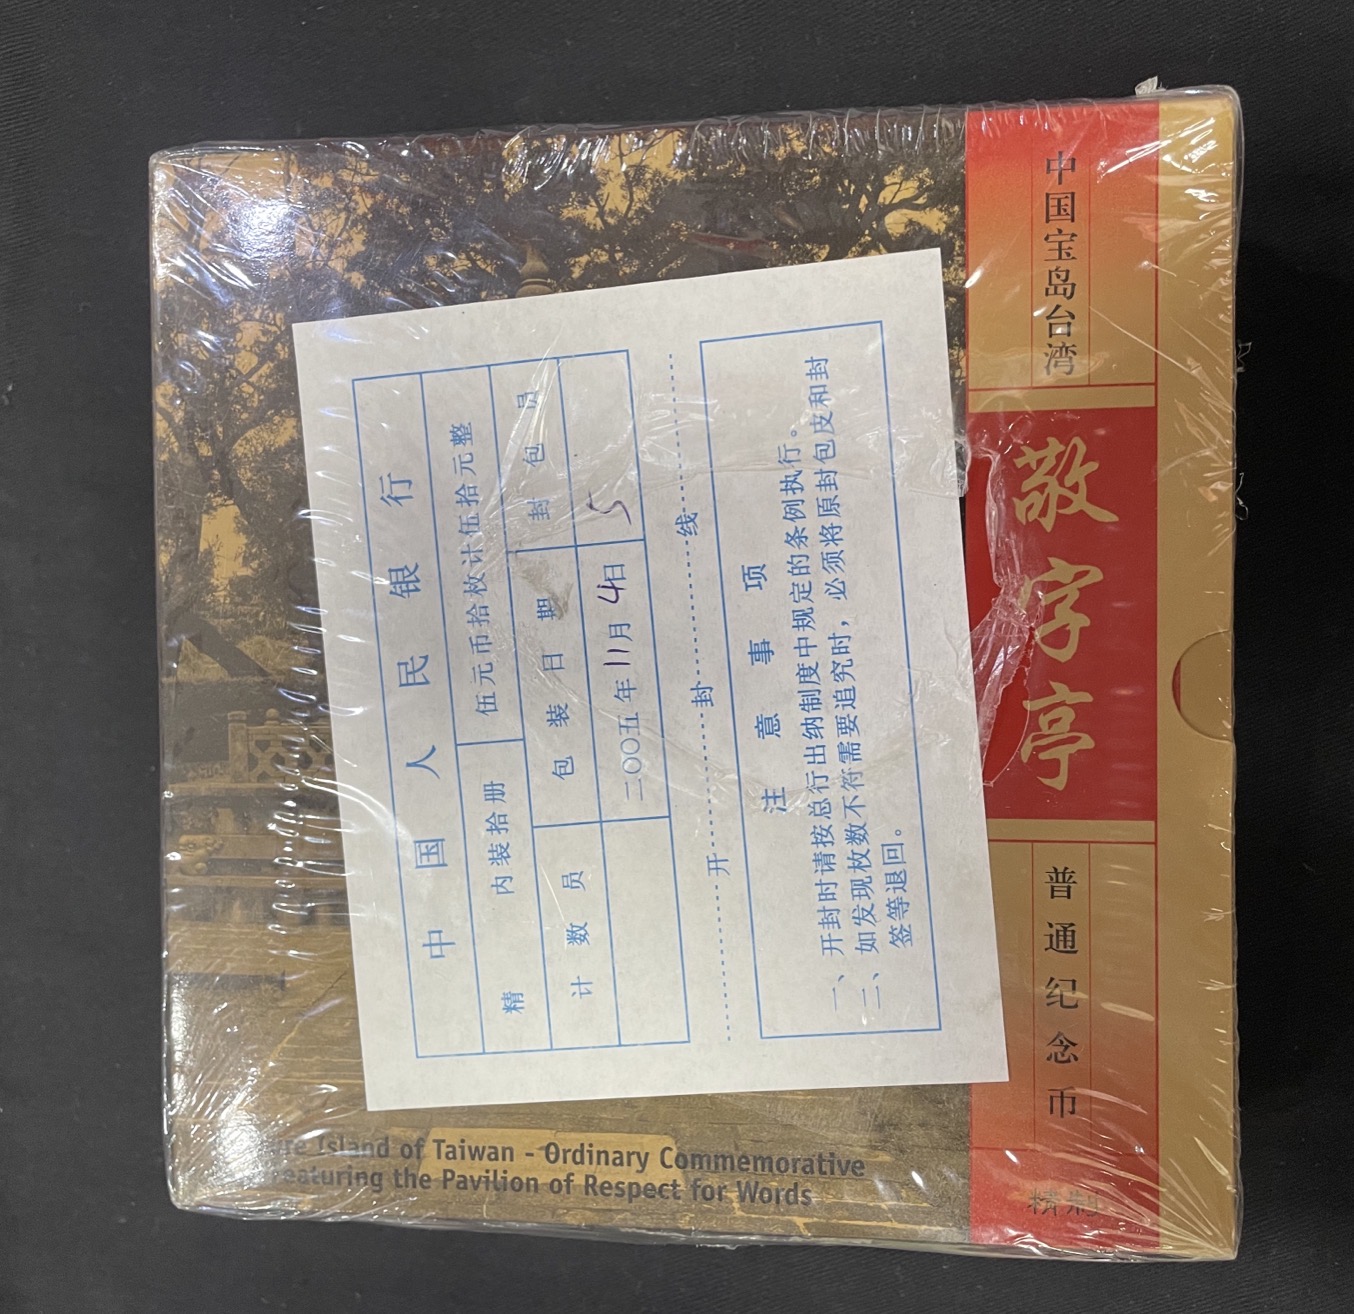 中国宝岛台湾
敬字亭
普通纪念币
精制
中国人民银行
精 内装拾册 伍元币拾枚计伍拾元整
计数员 包装日期 封包员
二〇〇五年11月4日 5
开 封 线
注意事项
一、开封时请按总行出纳制度中规定的条例执行。
二、如发现枚数不符需要追究时，必须将原封包皮和封
签等退回。
Island of Taiwan - Ordinary Commemorative
Featuring the Pavilion of Respect for Words